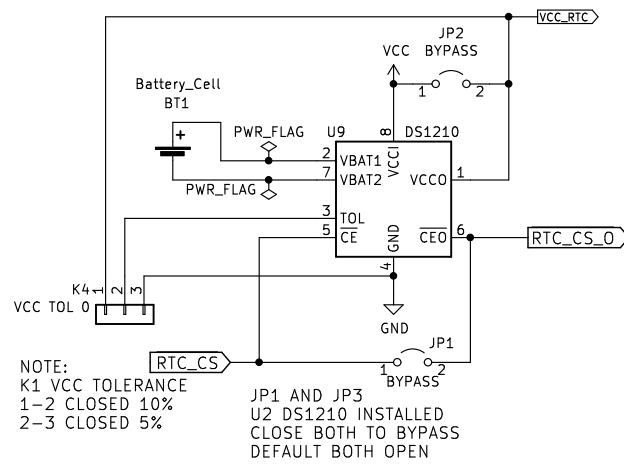 VCC_RTC
JP2
VCC BYPASS
1 2
Battery_Cell
BT1
+
PWR_FLAG
U9
8
DS1210
2 VBAT1
VCCI
7 VBAT2
VCCO 1
PWR_FLAG
3 TOL
5 CE
GND
CEO 6
RTC_CS_O
4
K4
1 2 3
VCC TOL 0
GND
JP1
RTC_CS
1 2
BYPASS
NOTE:
K1 VCC TOLERANCE
1-2 CLOSED 10%
2-3 CLOSED 5%
JP1 AND JP3
U2 DS1210 INSTALLED
CLOSE BOTH TO BYPASS
DEFAULT BOTH OPEN